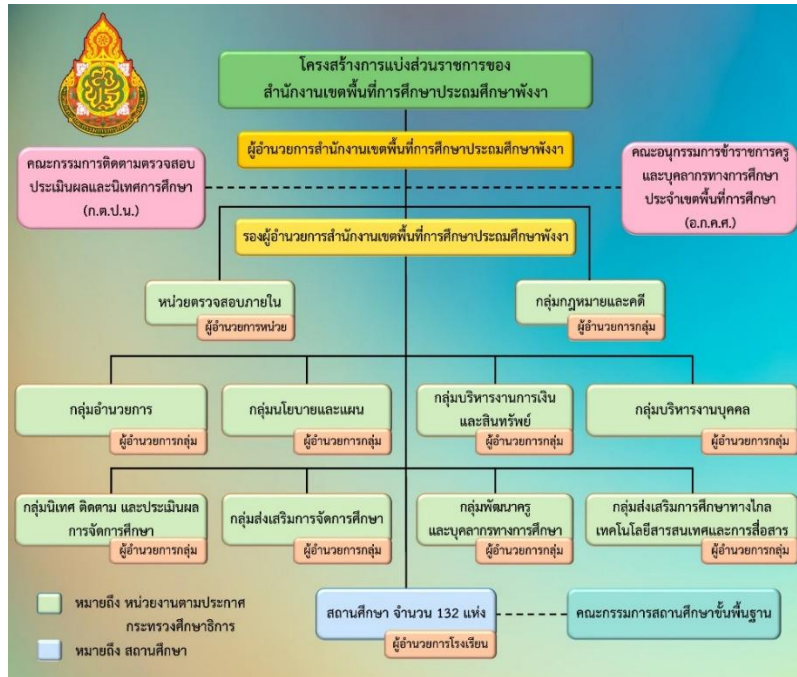 โครงสร้างการแบ่งส่วนราชการของ
สำนักงานเขตพื้นที่การศึกษาประถมศึกษาพังงา
ผู้อำนวยการสำนักงานเขตพื้นที่การศึกษาประถมศึกษาพังงา
คณะกรรมการติดตามตรวจสอบ
ประเมินผลและนิเทศการศึกษา
(ก.ต.ป.น.)
คณะอนุกรรมการข้าราชการครู
และบุคลากรทางการศึกษา
ประจำเขตพื้นที่การศึกษา
(อ.ก.ค.ศ.)
รองผู้อำนวยการสำนักงานเขตพื้นที่การศึกษาประถมศึกษาพังงา
หน่วยตรวจสอบภายใน
ผู้อำนวยการหน่วย
กลุ่มกฎหมายและคดี
ผู้อำนวยการกลุ่ม
กลุ่มอำนวยการ
ผู้อำนวยการกลุ่ม
กลุ่มนโยบายและแผน
ผู้อำนวยการกลุ่ม
กลุ่มบริหารงานการเงิน
และสินทรัพย์
ผู้อำนวยการกลุ่ม
กลุ่มบริหารงานบุคคล
ผู้อำนวยการกลุ่ม
กลุ่มนิเทศ ติดตาม และประเมินผล
การจัดการศึกษา
ผู้อำนวยการกลุ่ม
กลุ่มส่งเสริมการจัดการศึกษา
ผู้อำนวยการกลุ่ม
กลุ่มพัฒนาครู
และบุคลากรทางการศึกษา
ผู้อำนวยการกลุ่ม
กลุ่มส่งเสริมการศึกษาทางไกล
เทคโนโลยีสารสนเทศและการสื่อสาร
ผู้อำนวยการกลุ่ม
สถานศึกษา จำนวน 132 แห่ง
ผู้อำนวยการโรงเรียน
คณะกรรมการสถานศึกษาขั้นพื้นฐาน
หมายถึง หน่วยงานตามประกาศ
กระทรวงศึกษาธิการ
หมายถึง สถานศึกษา